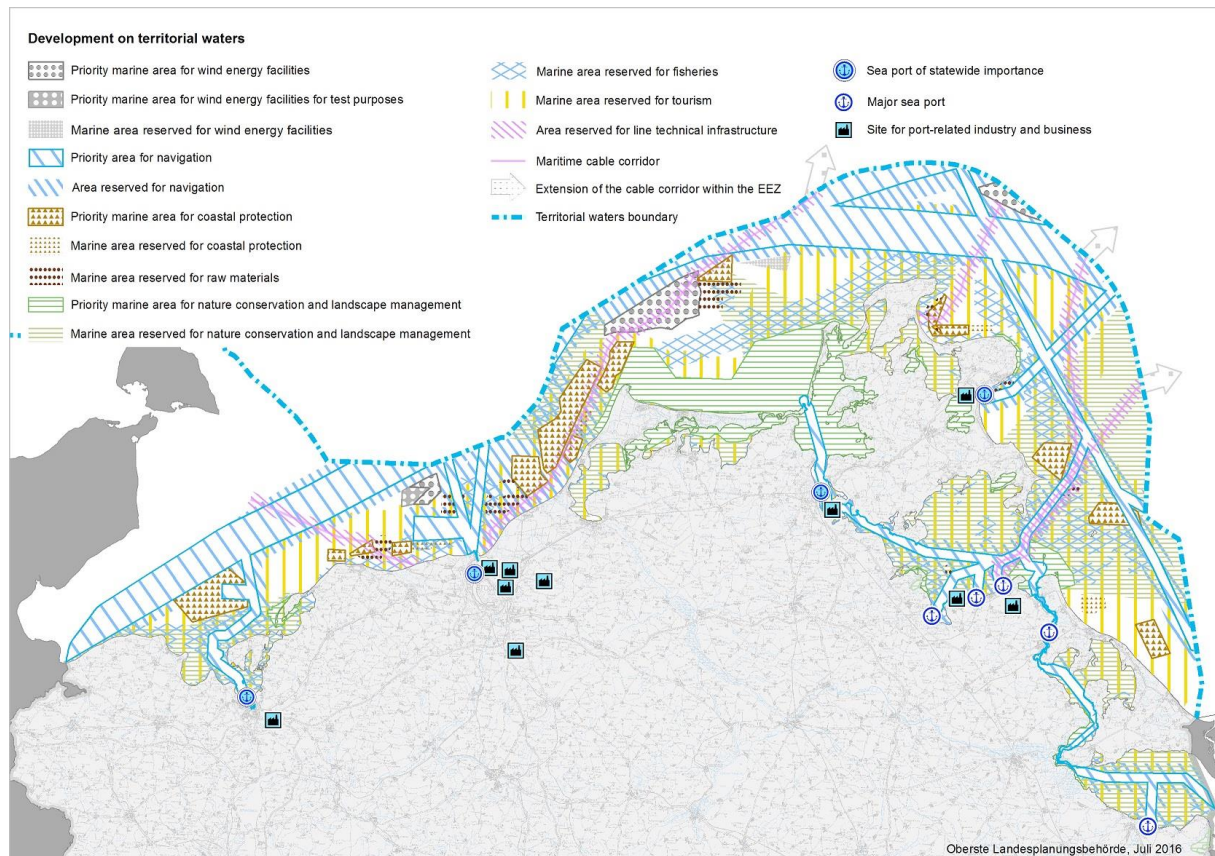 Development on territorial waters
Priority marine area for wind energy facilities
Priority marine area for wind energy facilities for test purposes
Marine area reserved for wind energy facilities
Priority area for navigation
Area reserved for navigation
Priority marine area for coastal protection
Marine area reserved for coastal protection
Marine area reserved for raw materials
Priority marine area for nature conservation and landscape management
Marine area reserved for nature conservation and landscape management
Marine area reserved for fisheries
Marine area reserved for tourism
Area reserved for line technical infrastructure
Maritime cable corridor
Extension of the cable corridor within the EEZ
Territorial waters boundary
Sea port of statewide importance
Major sea port
Site for port-related industry and business
Oberste Landesplanungsbehörde, Juli 2016